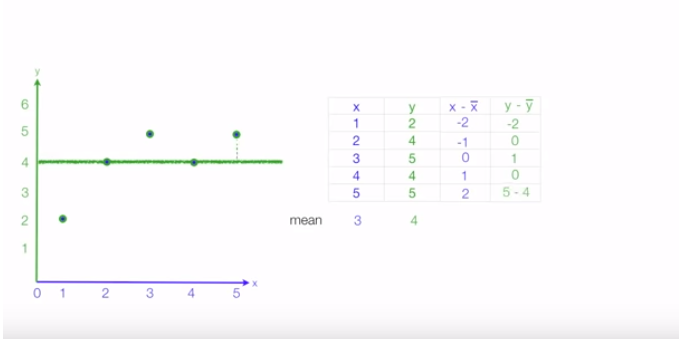 y
6
5
4
3
2
1
0 1 2 3 4 5 x
x y x - x̅ y - y̅
1 2 -2 -2
2 4 -1 0
3 5 0 1
4 4 1 0
5 5 2 5 - 4
mean 3 4